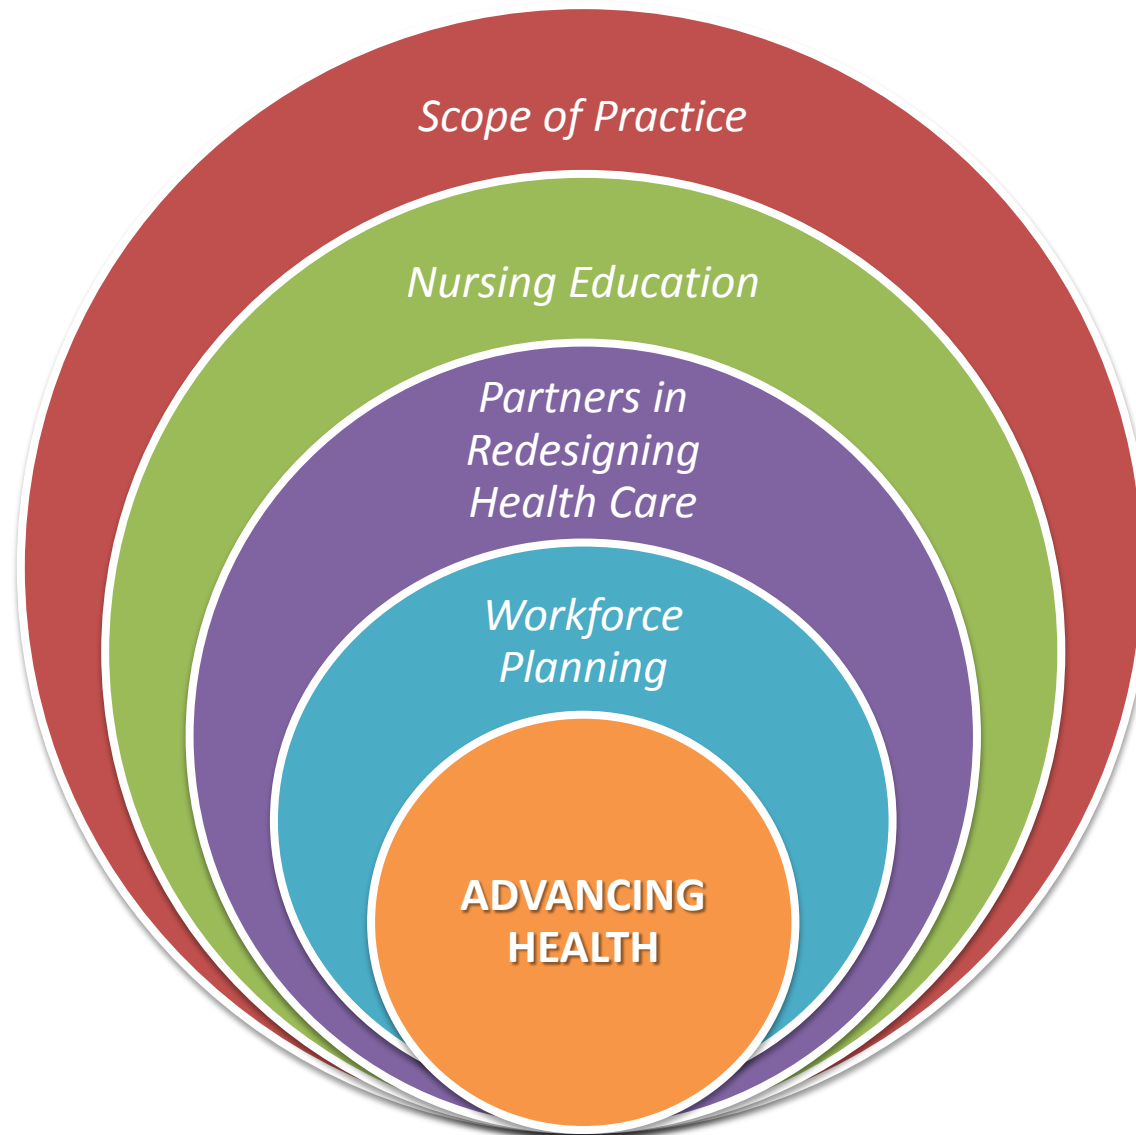 Scope of Practice
Nursing Education
Partners in
Redesigning
Health Care
Workforce
Planning
ADVANCING
HEALTH